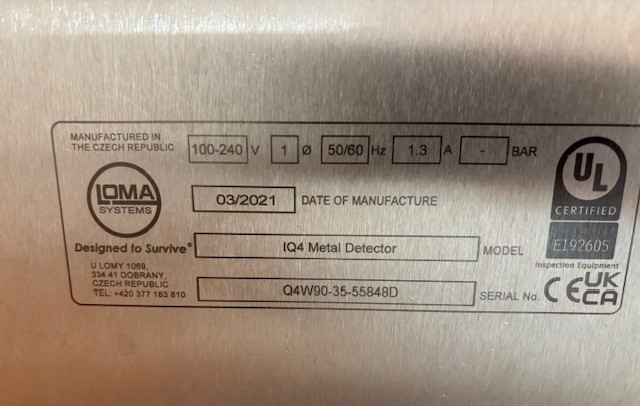 MANUFACTURED IN
THE CZECH REPUBLIC
100-240 V 1 Ø 50/60 Hz 1.3 A - BAR
LOMA
SYSTEMS
03/2021 DATE OF MANUFACTURE
Designed to Survive®
IQ4 Metal Detector MODEL
U LOMY 1069,
334 41 DOBRANY,
CZECH REPUBLIC
TEL: +420 377 183 810
Q4W90-35-55848D SERIAL No.
UL
CERTIFIED
E192605
Inspection Equipment
CE UK
CA